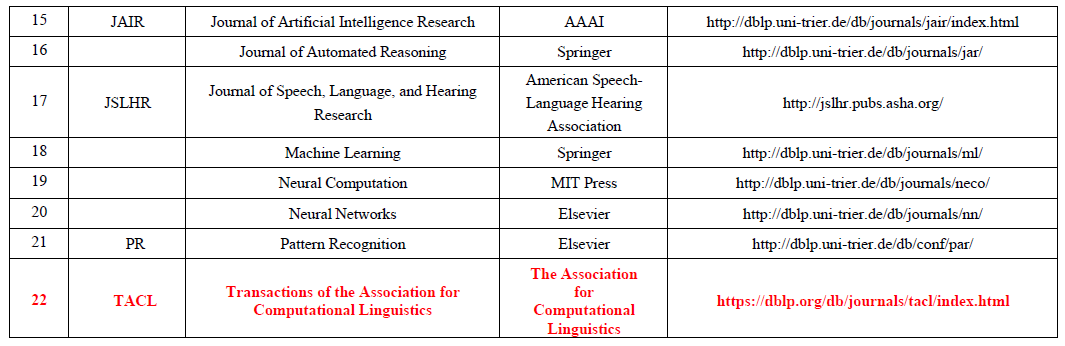 15 JAIR Journal of Artificial Intelligence Research AAAI http://dblp.uni-trier.de/db/journals/jair/index.html
16 Journal of Automated Reasoning Springer http://dblp.uni-trier.de/db/journals/jar/
17 JSLHR Journal of Speech, Language, and Hearing Research American Speech-Language Hearing Association http://jslhr.pubs.asha.org/
18 Machine Learning Springer http://dblp.uni-trier.de/db/journals/ml/
19 Neural Computation MIT Press http://dblp.uni-trier.de/db/journals/neco/
20 Neural Networks Elsevier http://dblp.uni-trier.de/db/journals/nn/
21 PR Pattern Recognition Elsevier http://dblp.uni-trier.de/db/conf/par/
22 TACL Transactions of the Association for Computational Linguistics The Association for Computational Linguistics https://dblp.org/db/journals/tacl/index.html